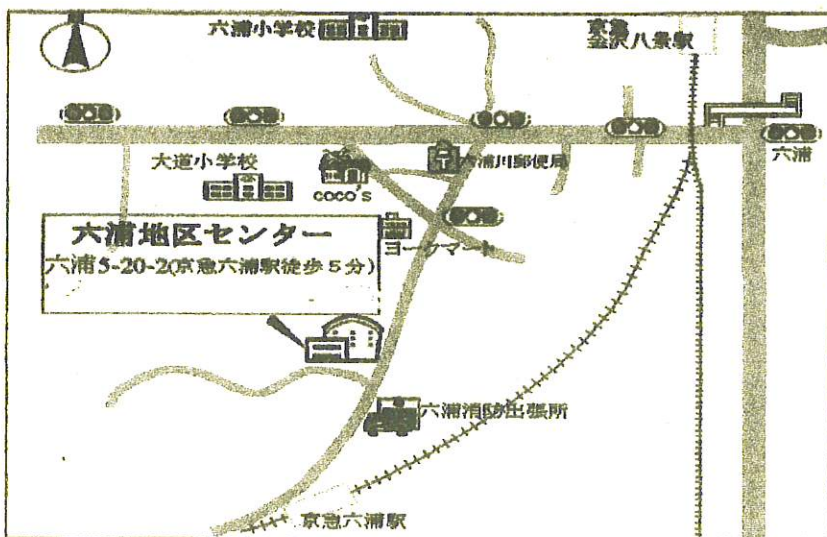 六浦小学校
京急
金沢八景駅
六浦
大道小学校
六浦川郵便局
coco's
ヨークマート
六浦地区センター
六浦5-20-2(京急六浦駅徒歩5分)
六浦消防出張所
京急六浦駅